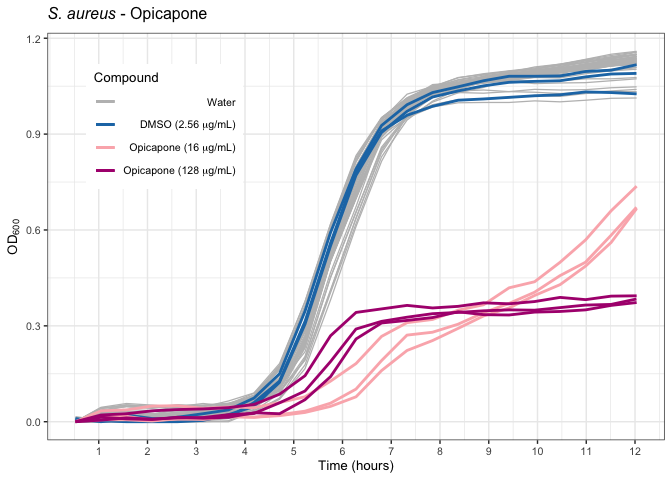 S. aureus - Opicapone
1.2
0.9
0.6
0.3
0.0
OD600
Compound
Water
DMSO (2.56 μg/mL)
Opicapone (16 μg/mL)
Opicapone (128 μg/mL)
1 2 3 4 5 6 7 8 9 10 11 12
Time (hours)